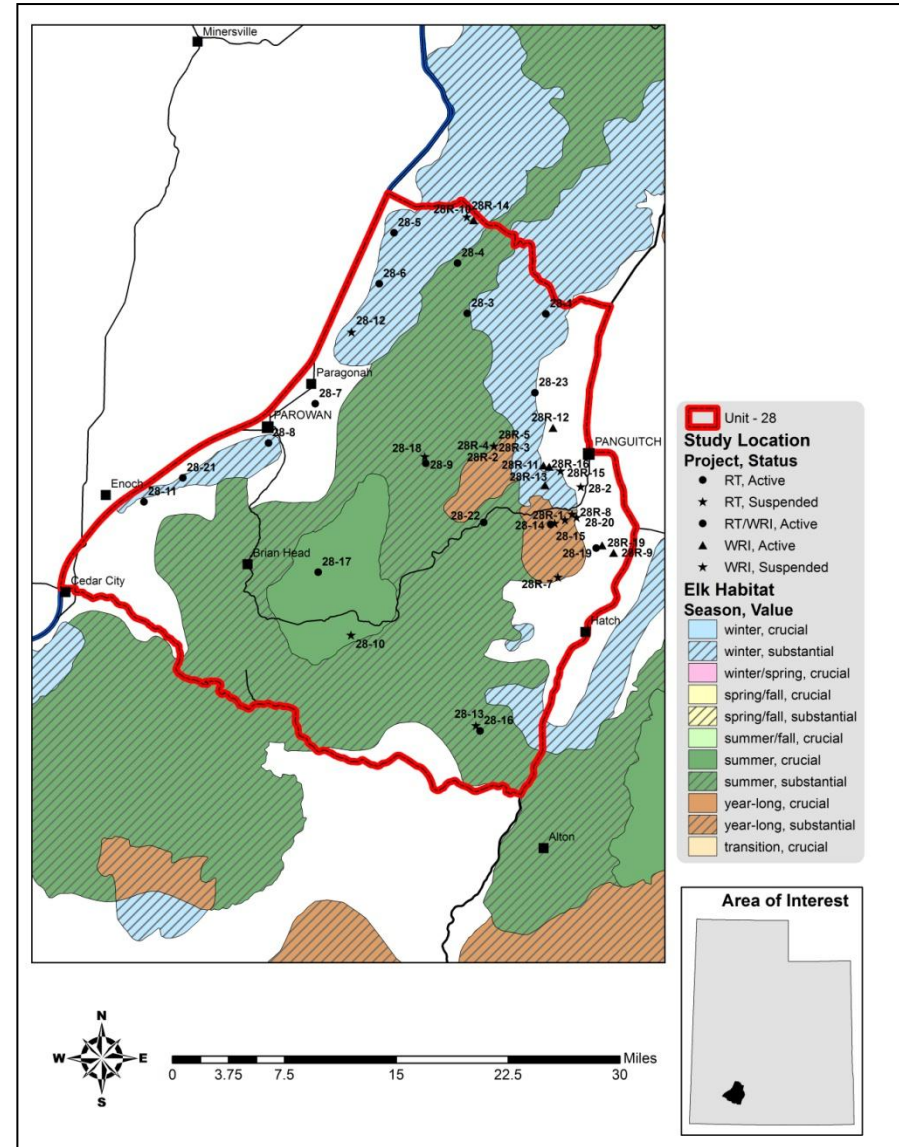 Minersville
28R-10
28R-14
28-5
28-4
28-6
28-3
28-1
28-12
Paragonah
28-7
28-23
PAROWAN
28R-12
28-8
28R-5
28-18
28R-4
28R-3
PANGUITCH
28R-2
28-9
28R-11
28R-16
28-21
28R-15
28R-13
28-2
Enoch
28-11
28-22
28R-1
28R-8
28-14
28-20
28-15
Brian Head
28-19
28R-19
28-17
28R-9
28R-7
Cedar City
Hatch
28-10
28-13
28-16
Alton
Unit - 28
Study Location
Project, Status
RT, Active
RT, Suspended
RT/WRI, Active
WRI, Active
WRI, Suspended
Elk Habitat
Season, Value
winter, crucial
winter, substantial
winter/spring, crucial
spring/fall, crucial
spring/fall, substantial
summer/fall, crucial
summer, crucial
summer, substantial
year-long, crucial
year-long, substantial
transition, crucial
Area of Interest
N
W
E
S
Miles
0
3.75
7.5
15
22.5
30